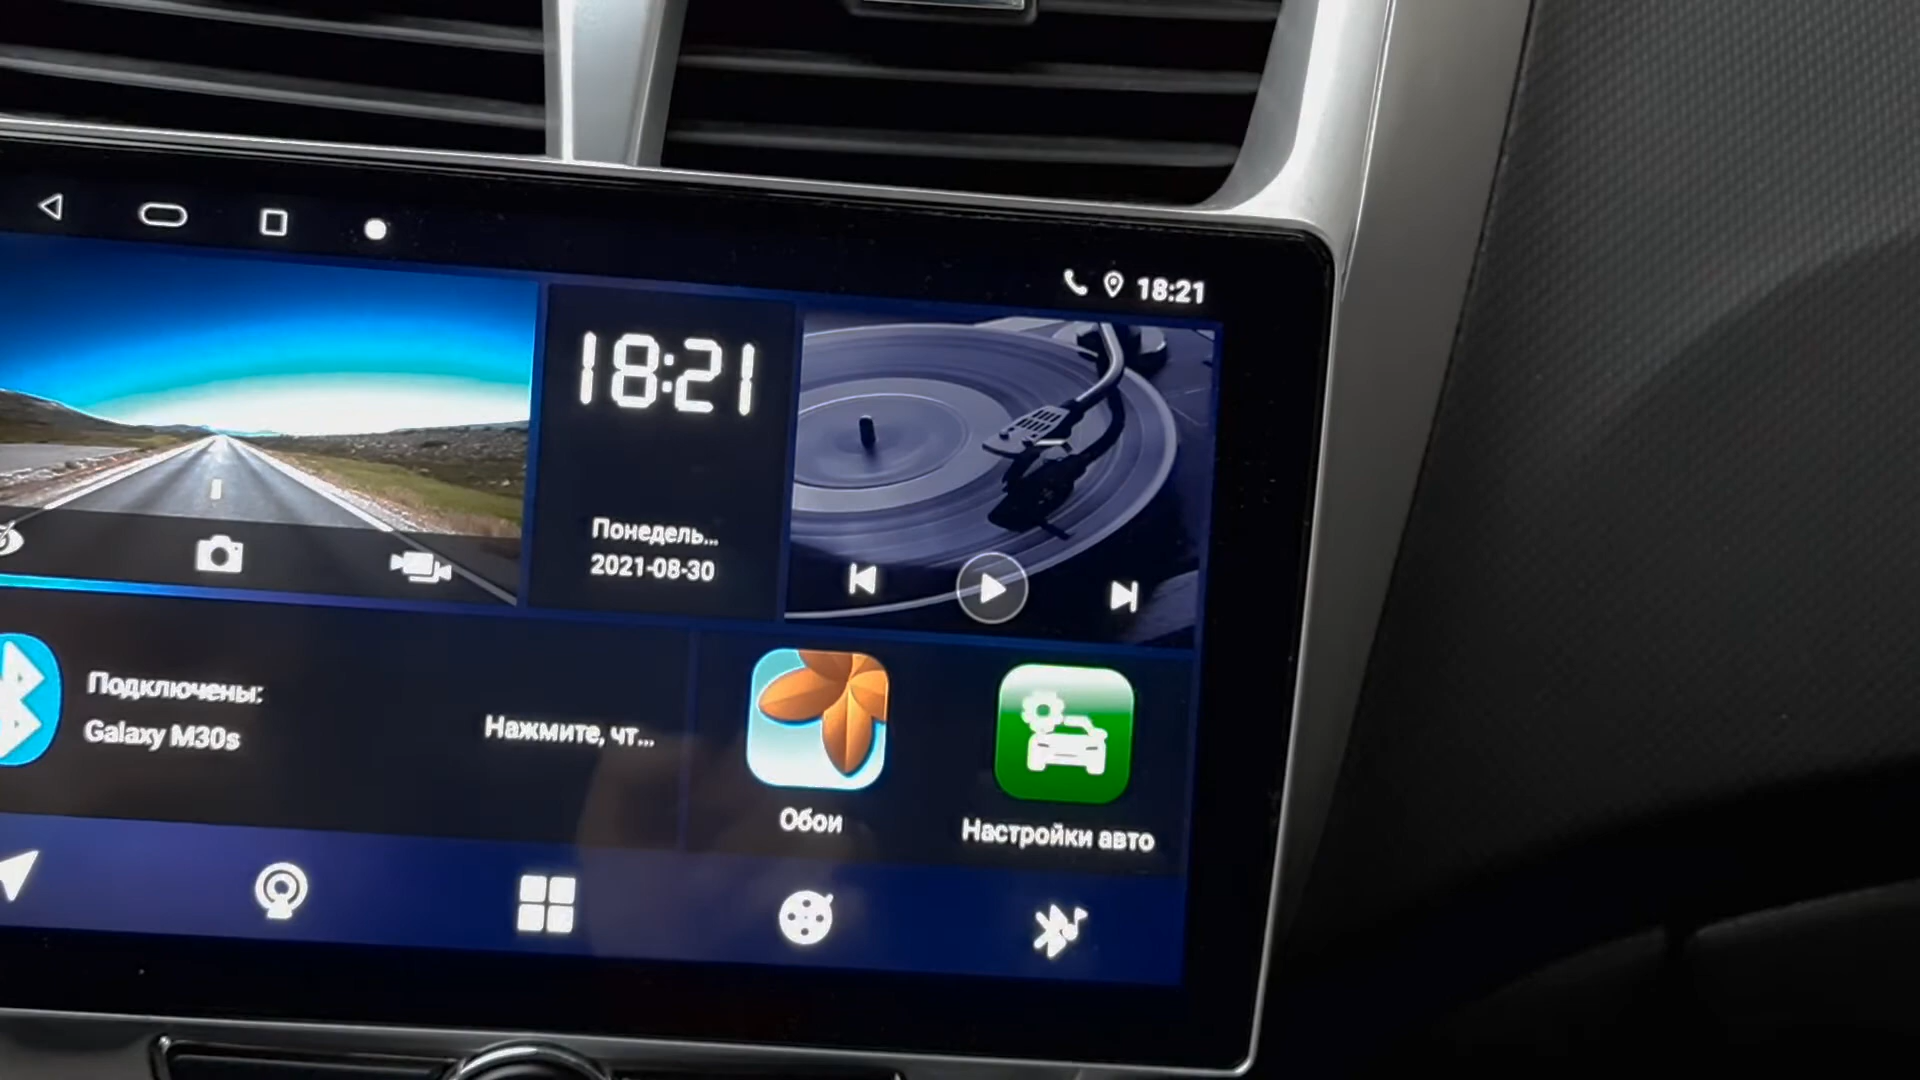 18:21
18:21
Понедель...
2021-08-30
Подключены:
Galaxy M30s
Нажмите, чт...
Обои
Настройки авто